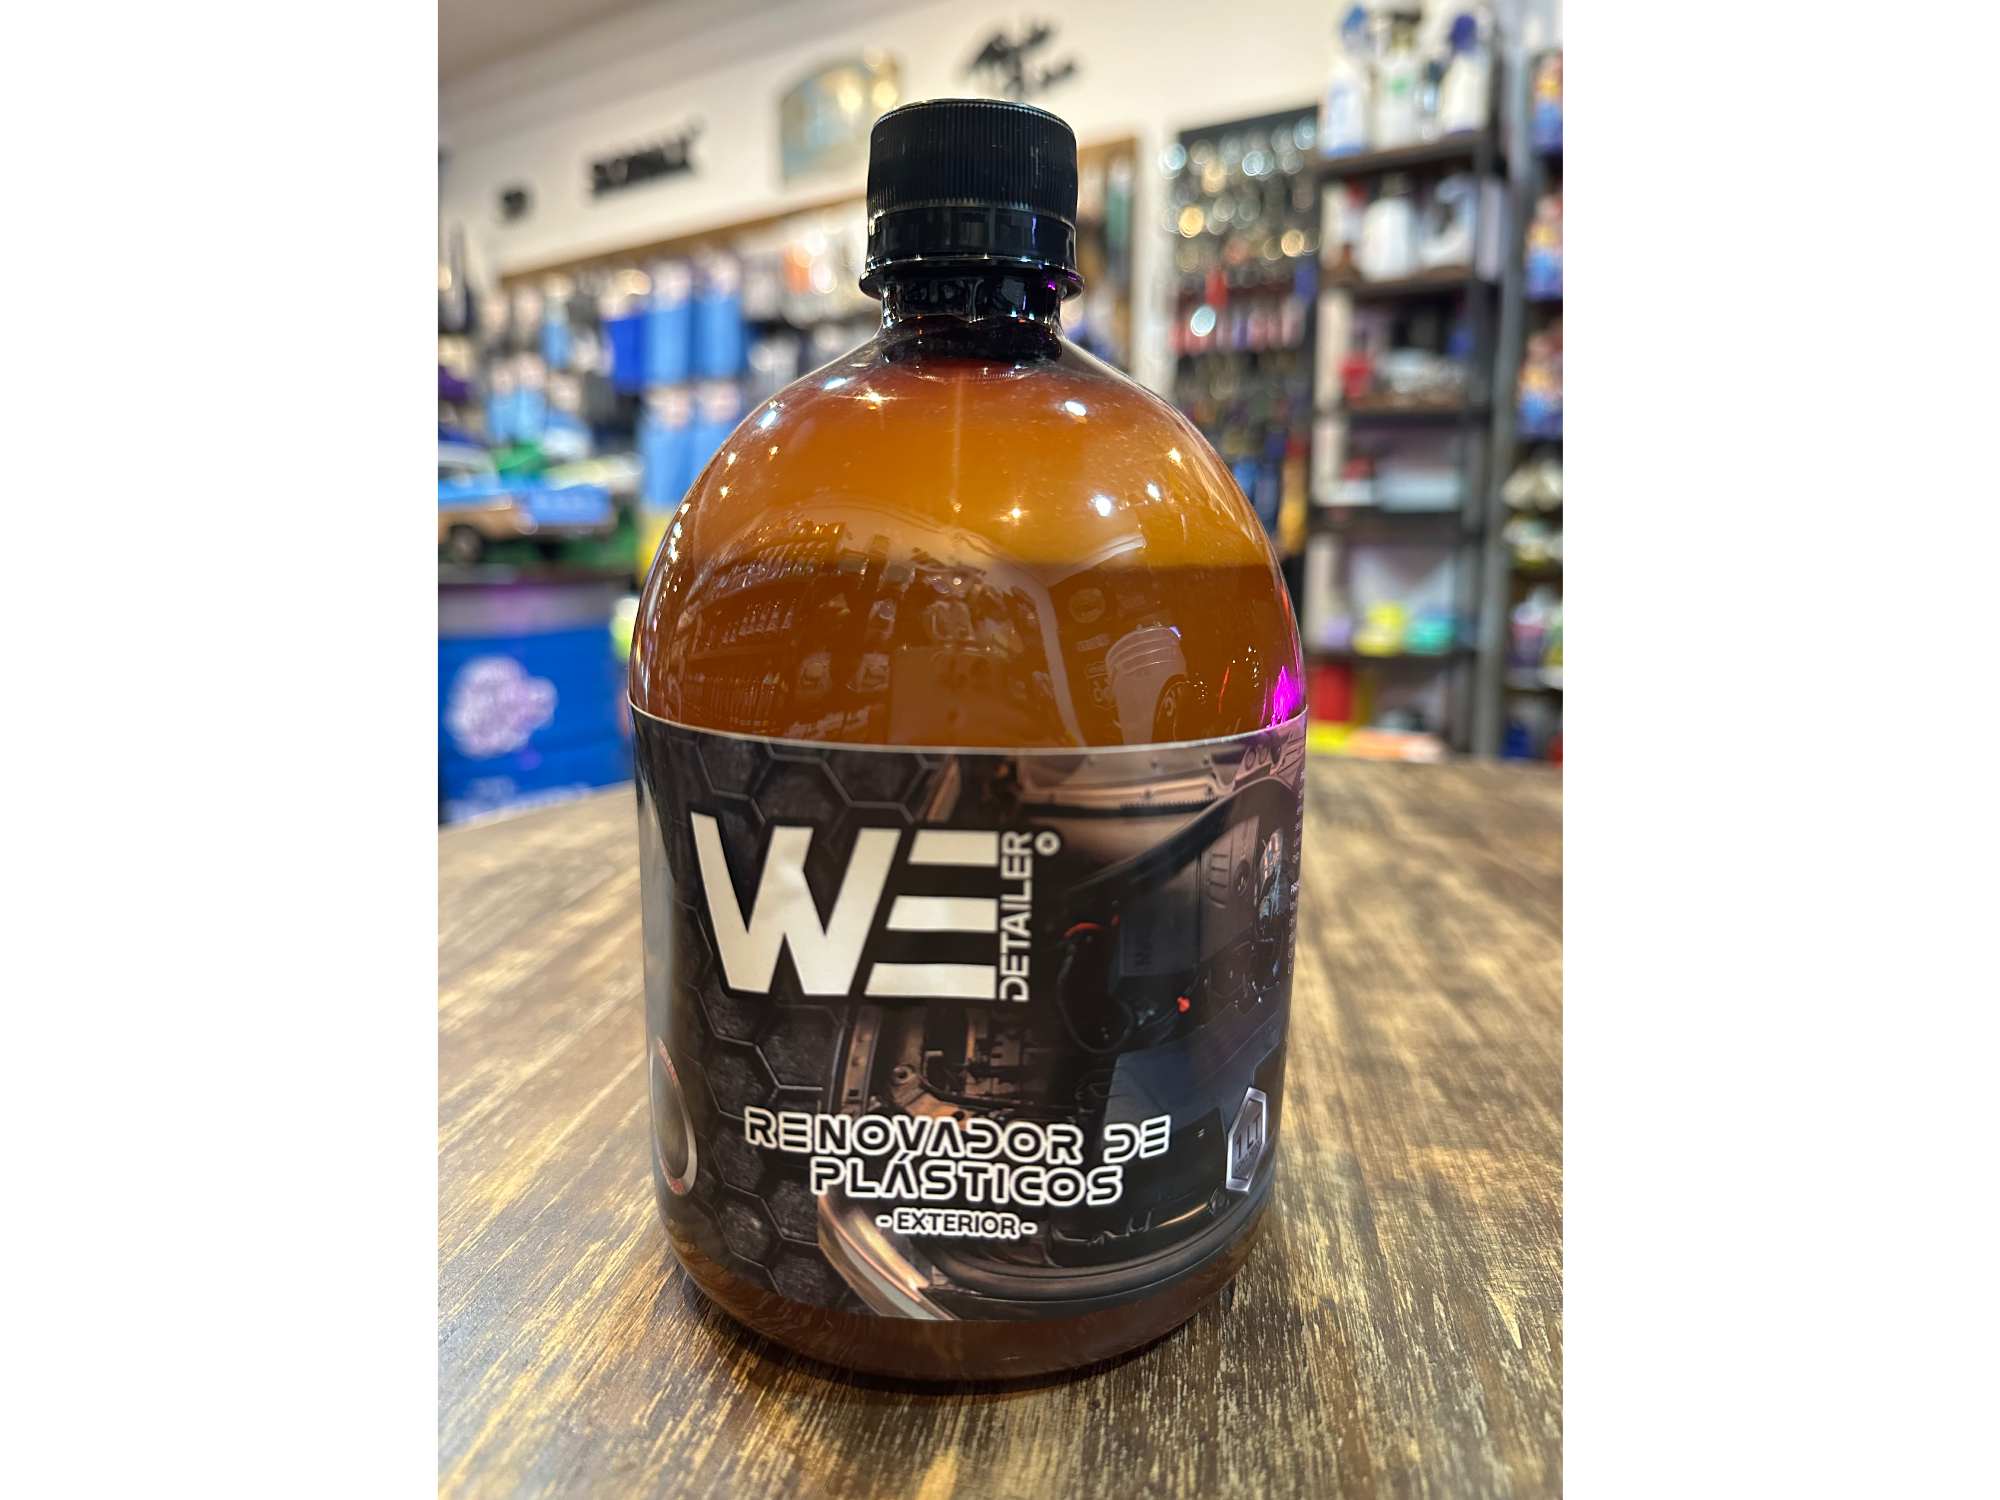 WE
DETAILER
RENOVADOR DE
PLÁSTICOS
- EXTERIOR -
1 LT